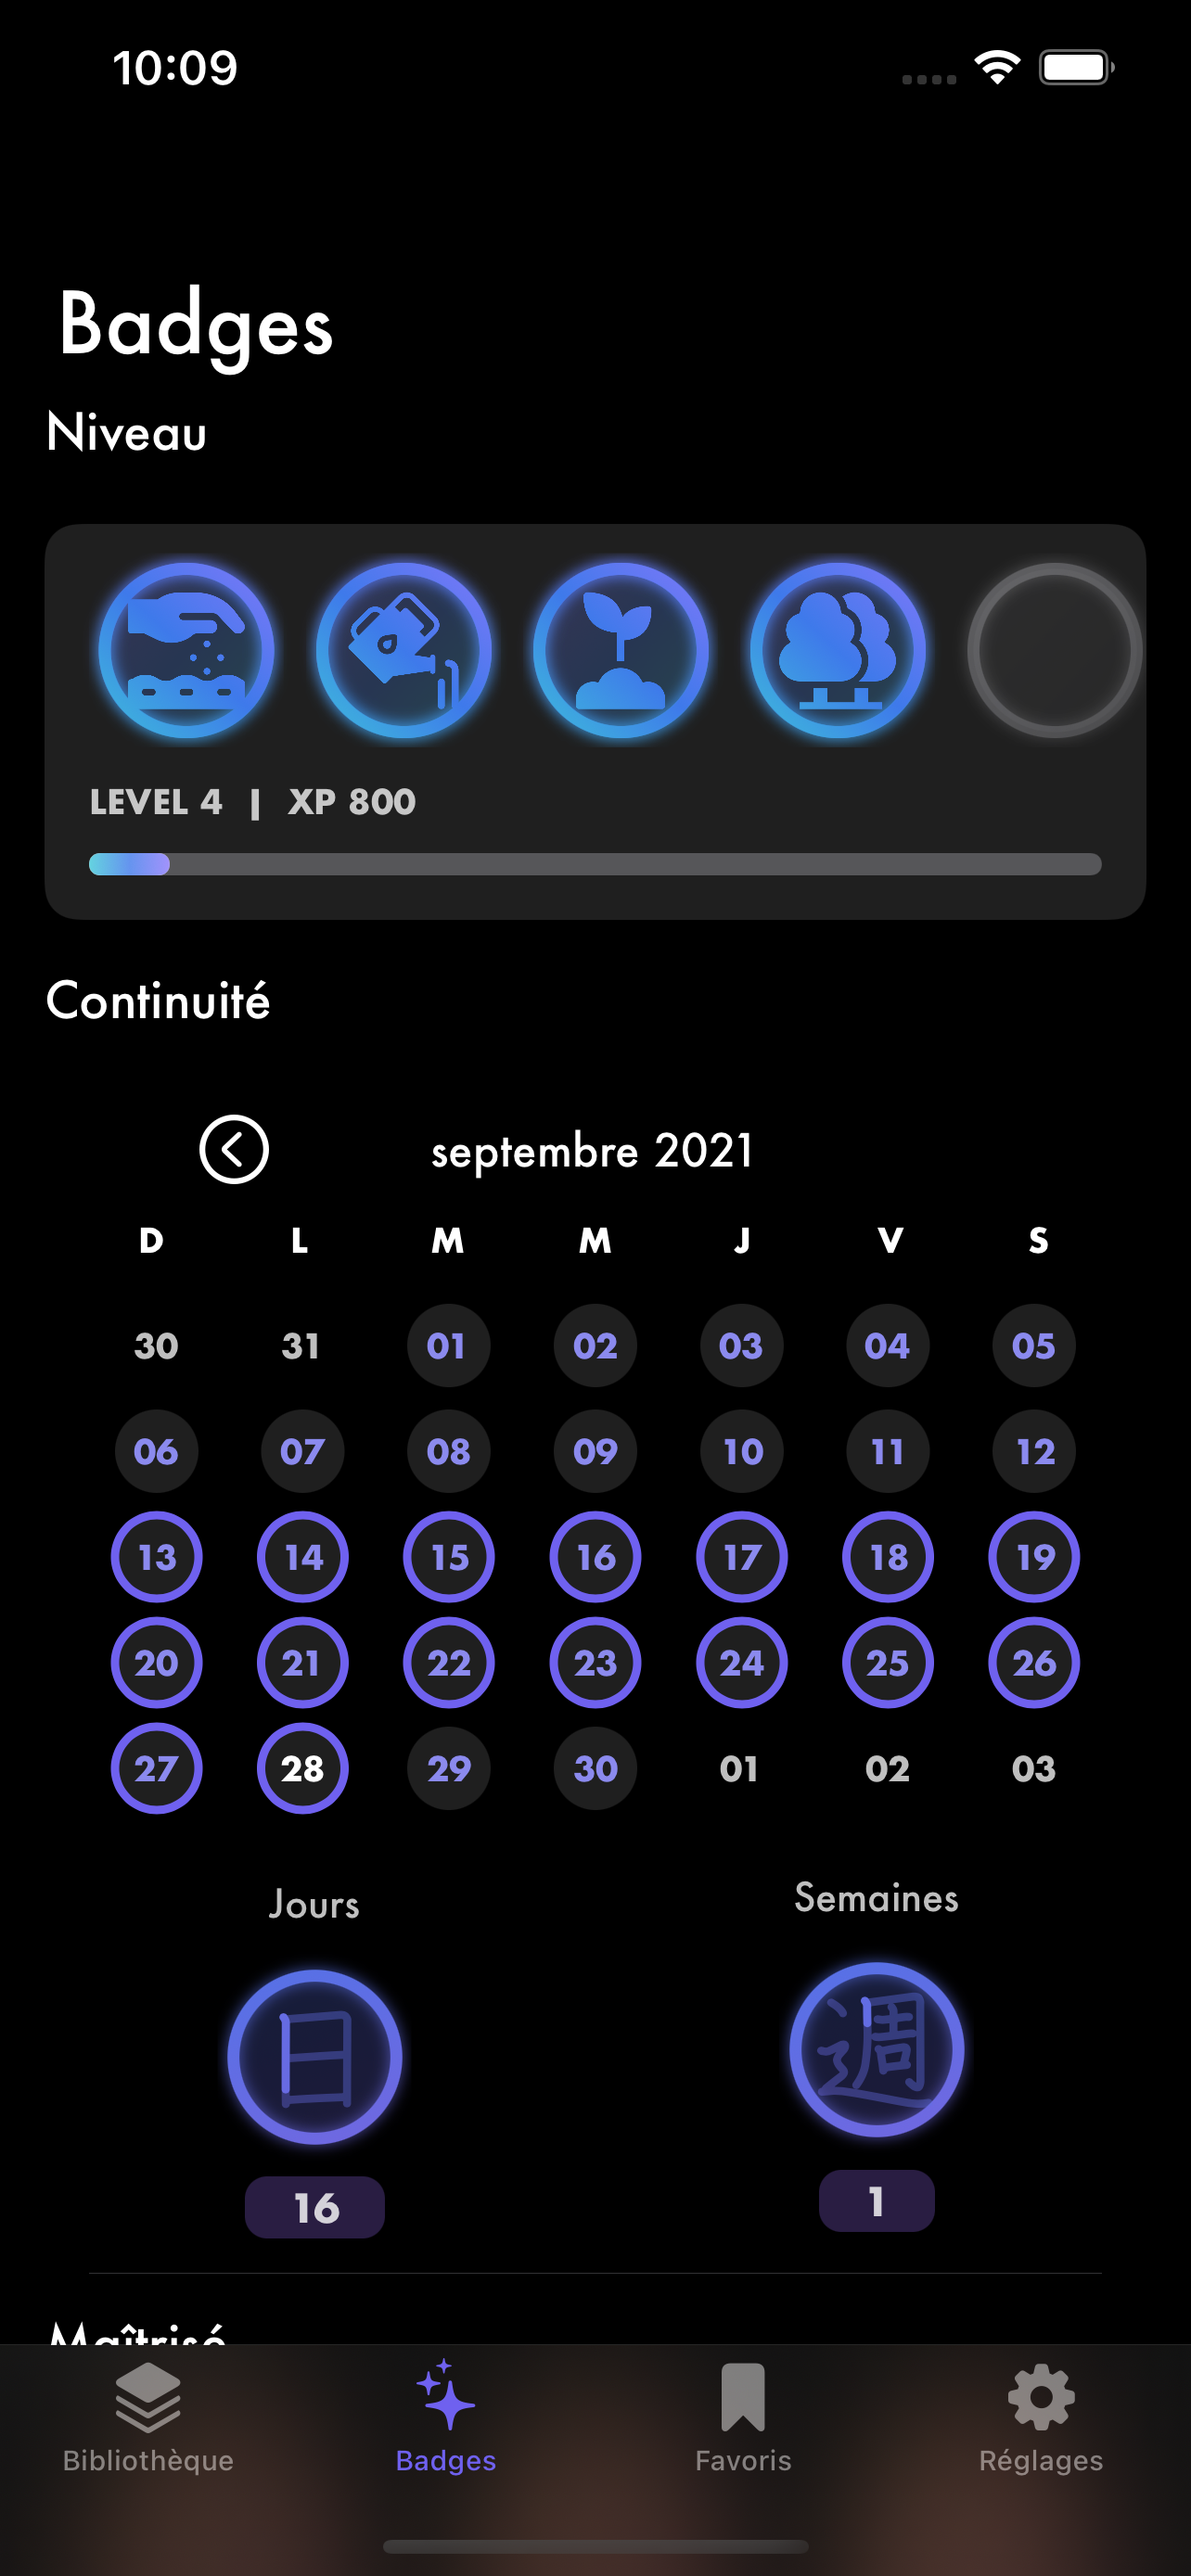 10:09
Badges
Niveau
LEVEL 4 | XP 800
Continuité
septembre 2021
D L M M J V S
30 31 01 02 03 04 05
06 07 08 09 10 11 12
13 14 15 16 17 18 19
20 21 22 23 24 25 26
27 28 29 30 01 02 03
Jours Semaines
日 週
16 1
Maîtrisé
Bibliothèque Badges Favoris Réglages